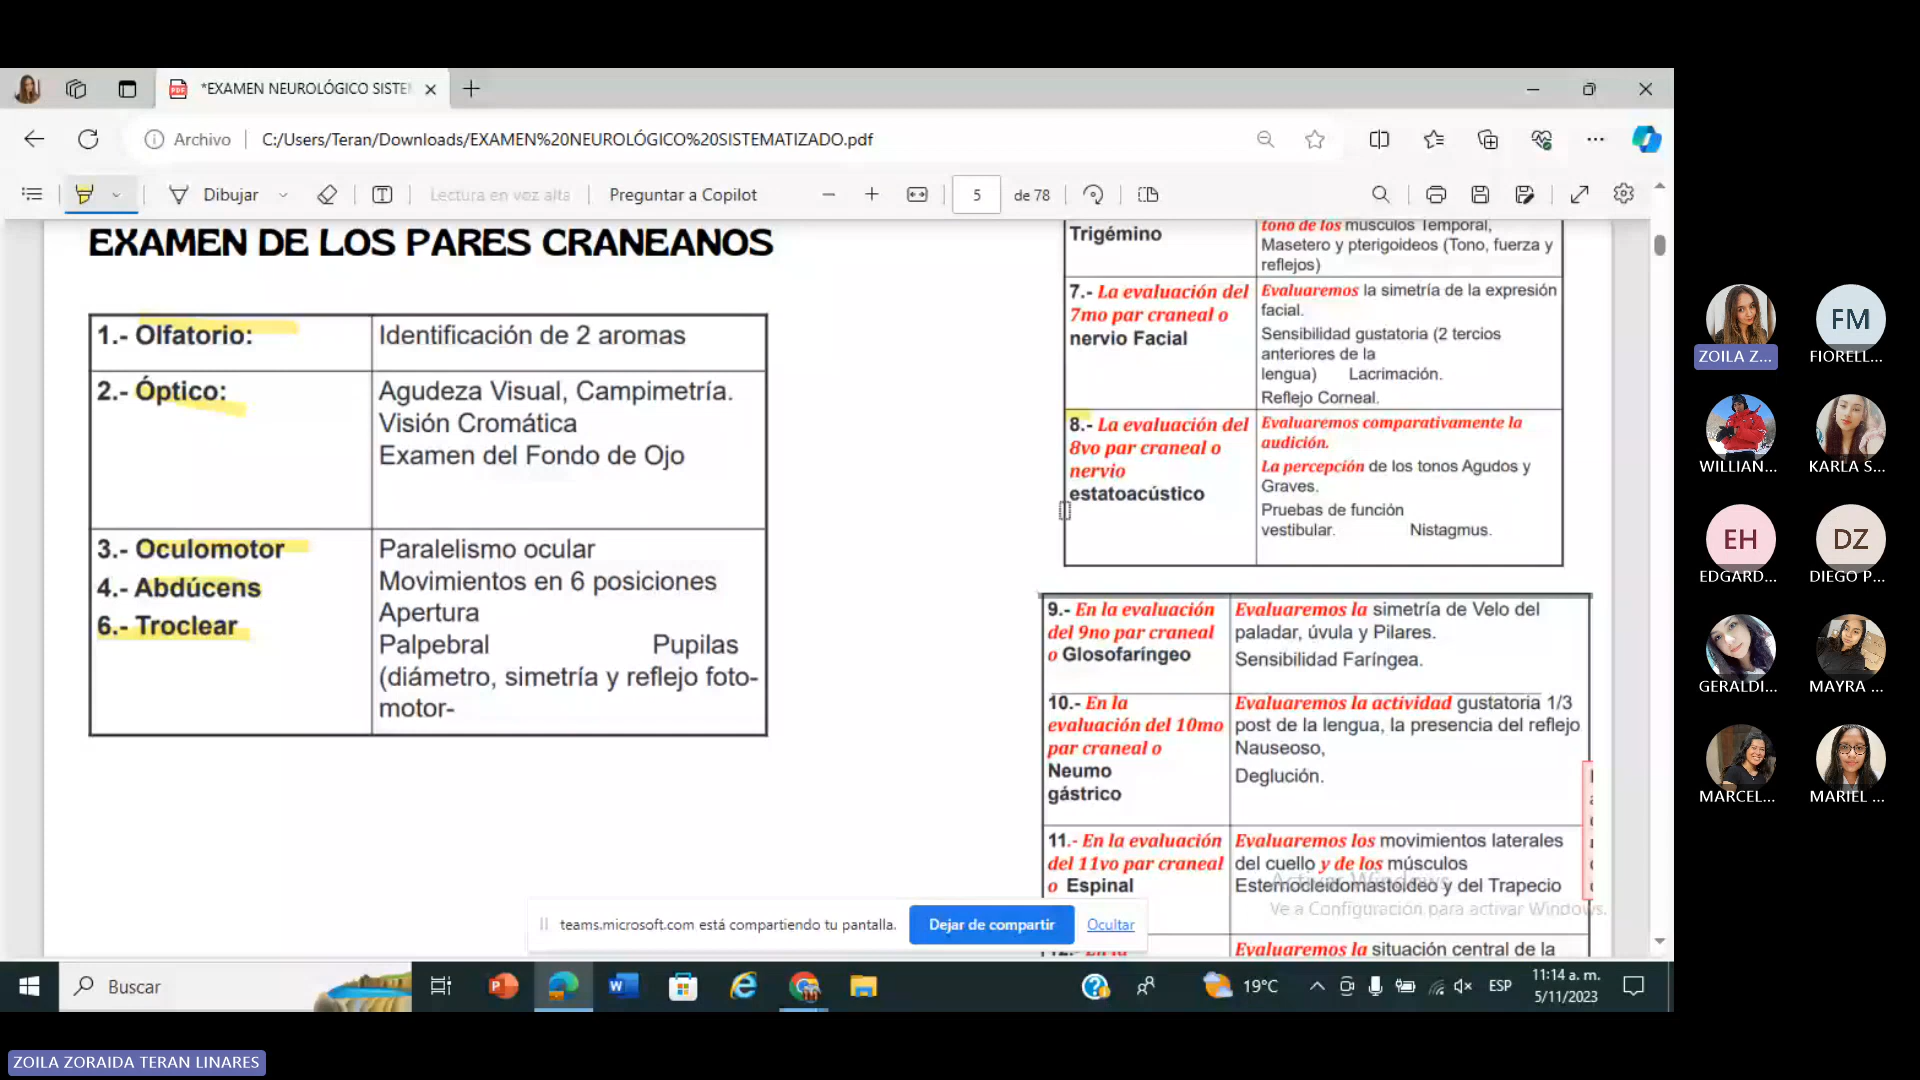 *EXAMEN NEUROLÓGICO SISTE
Archivo
C:/Users/Teran/Downloads/EXAMEN%20NEUROLÓGICO%20SISTEMATIZADO.pdf
Dibujar
Lectura en voz alta
Preguntar a Copilot
5
de 78
EXAMEN DE LOS PARES CRANEANOS
1.- Olfatorio:
Identificación de 2 aromas
2.- Óptico:
Agudeza Visual, Campimetría.
Visión Cromática
Examen del Fondo de Ojo
3.- Oculomotor
4.- Abdúcens
6.- Troclear
Paralelismo ocular
Movimientos en 6 posiciones
Apertura
Palpebral Pupilas
(diámetro, simetría y reflejo foto-
motor-
Trigémino
tono de los musculos Temporal,
Masetero y pterigoideos (Tono, fuerza y
reflejos)
7.- La evaluación del
7mo par craneal o
nervio Facial
Evaluaremos la simetría de la expresión
facial.
Sensibilidad gustatoria (2 tercios
anteriores de la
lengua) Lacrimación.
Reflejo Corneal.
8.- La evaluación del
8vo par craneal o
nervio
estatoacústico
Evaluaremos comparativamente la
audición.
La percepción de los tonos Agudos y
Graves.
Pruebas de función
vestibular. Nistagmus.
9.- En la evaluación
del 9no par craneal
o Glosofaríngeo
Evaluaremos la simetría de Velo del
paladar, úvula y Pilares.
Sensibilidad Faríngea.
10.- En la
evaluación del 10mo
par craneal o
Neumo
gástrico
Evaluaremos la actividad gustatoria 1/3
post de la lengua, la presencia del reflejo
Nauseoso,
Deglución.
11.- En la evaluación
del 11vo par craneal
o Espinal
Evaluaremos los movimientos laterales
del cuello y de los músculos
Esternocleidomastoideo y del Trapecio
12.- En la
Evaluaremos la situación central de la
Activar Windows
Ve a Configuración para activar Windows.
teams.microsoft.com está compartiendo tu pantalla.
Dejar de compartir
Ocultar
Buscar
19°C
ESP
11:14 a. m.
5/11/2023
ZOILA Z...
FM
FIORELL...
WILLIAN...
KARLA S...
EH
EDGARD...
DZ
DIEGO P...
GERALDI...
MAYRA ...
MARCEL...
MARIEL ...
ZOILA ZORAIDA TERAN LINARES